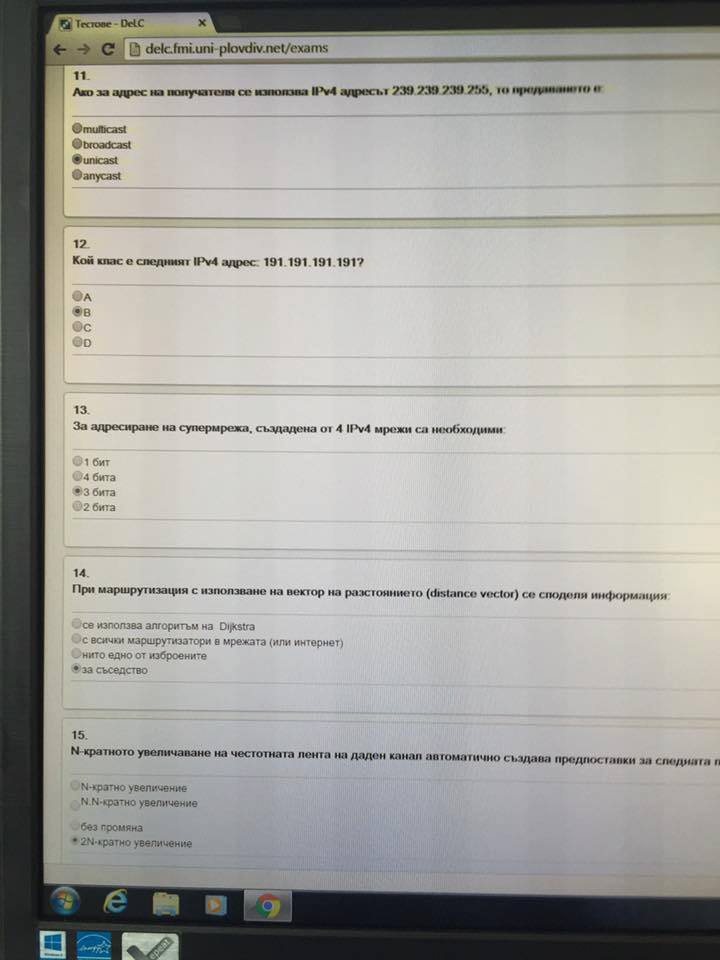 Тестове - DeLC
delc.fmi.uni-plovdiv.net/exams
11.
Ако за адрес на получателя се използва IPv4 адресът 239.239.239.255, то предаването е:
multicast
broadcast
unicast
anycast
12.
Кой клас е следният IPv4 адрес: 191.191.191.191?
A
B
C
D
13.
За адресиране на супермрежа, създадена от 4 IPv4 мрежи са необходими:
1 бит
4 бита
3 бита
2 бита
14.
При маршрутизация с използване на вектор на разстоянието (distance vector) се споделя информация:
се използва алгоритъм на Dijkstra
с всички маршрутизатори в мрежата (или интернет)
нито едно от изброените
за съседство
15.
N-кратното увеличаване на честотната лента на даден канал автоматично създава предпоставки за следната
N-кратно увеличение
N.N-кратно увеличение
без промяна
2N-кратно увеличение